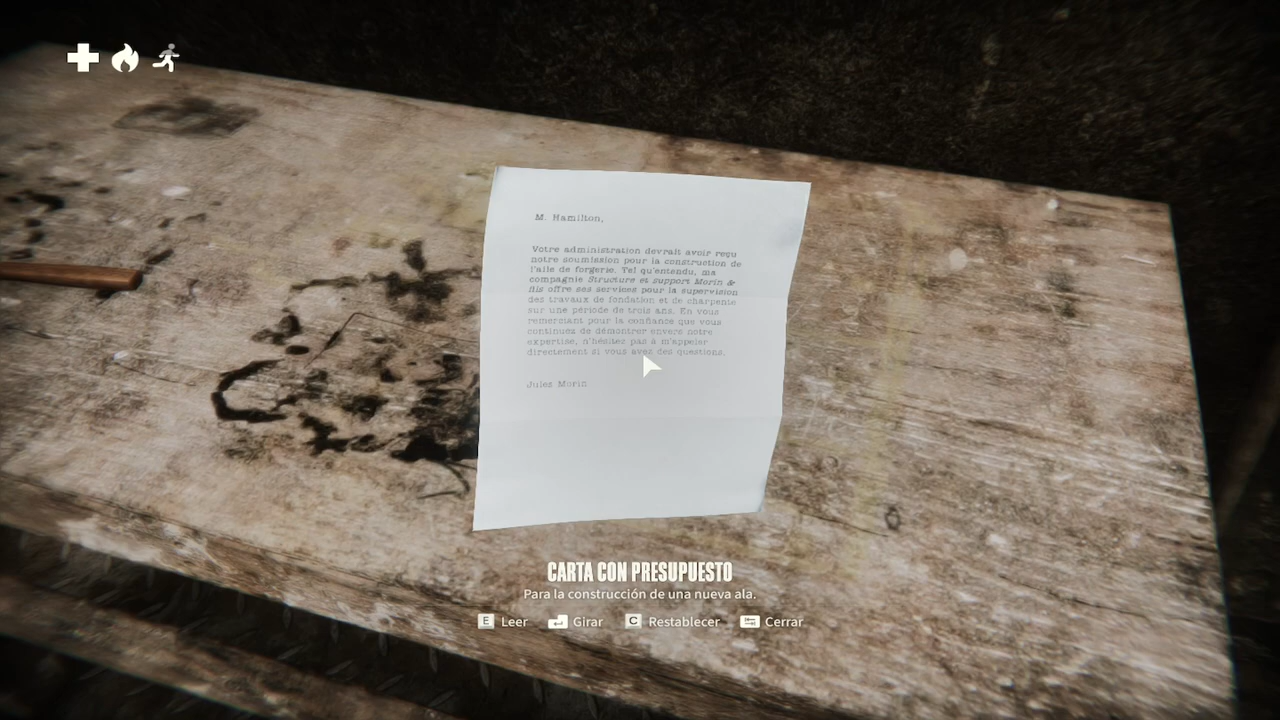 M. Hamilton,
Votre administration devrait avoir reçu
notre soumission pour la construction de
l'aile de forgerie. Tel qu'entendu, ma
compagnie Structure et support Morin &
fils offre ses services pour la supervision
des travaux de fondation et de charpente
sur une période de trois ans. En vous
remerciant pour la confiance que vous
continuez de démontrer envers notre
expertise, n'hésitez pas à m'appeler
directement si vous avez des questions.
Jules Morin
CARTA CON PRESUPUESTO
Para la construcción de una nueva ala.
E Leer Girar C Restablecer Cerrar